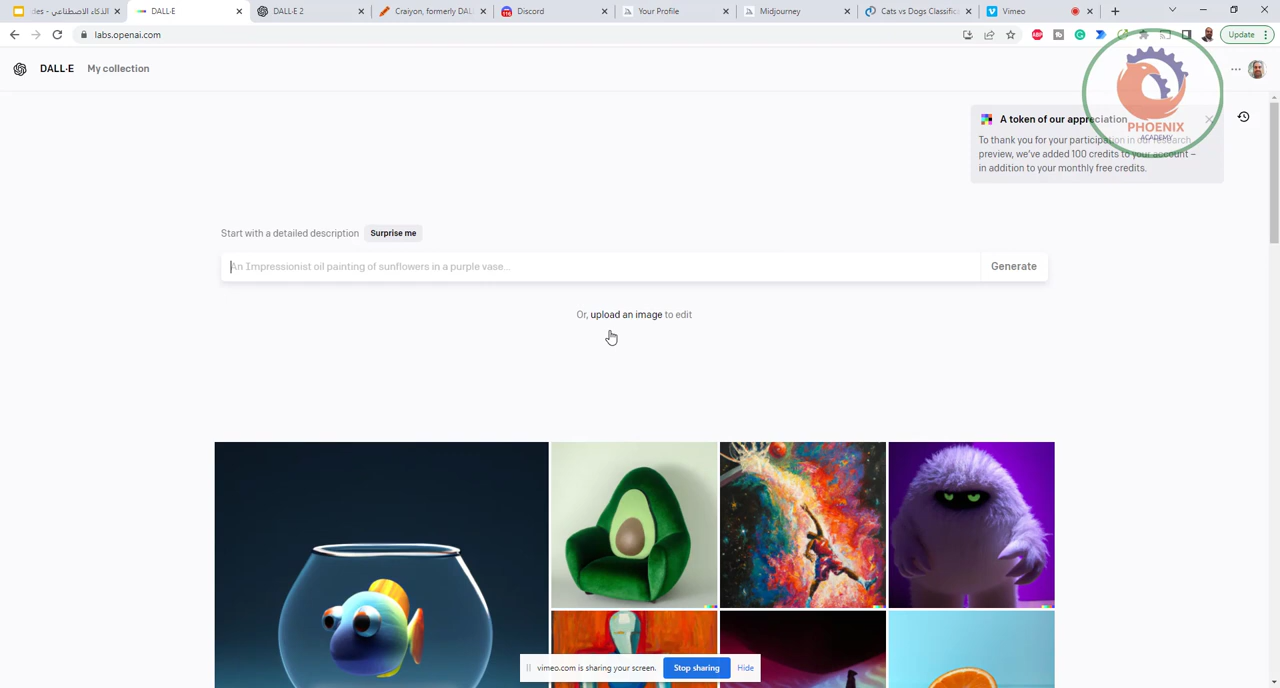 الذكاء الاصطناعي - des
DALL·E
DALL·E 2
Craiyon, formerly DAL
Discord
Your Profile
Midjourney
Cats vs Dogs Classific
Vimeo
labs.openai.com
ABP
Update
DALL·E
My collection
A token of our appreciation
To thank you for your participation in our research
preview, we've added 100 credits to your account –
in addition to your monthly free credits.
PHOENIX
ACADEMY
Start with a detailed description
Surprise me
An Impressionist oil painting of sunflowers in a purple vase...
Generate
Or, upload an image to edit
vimeo.com is sharing your screen.
Stop sharing
Hide